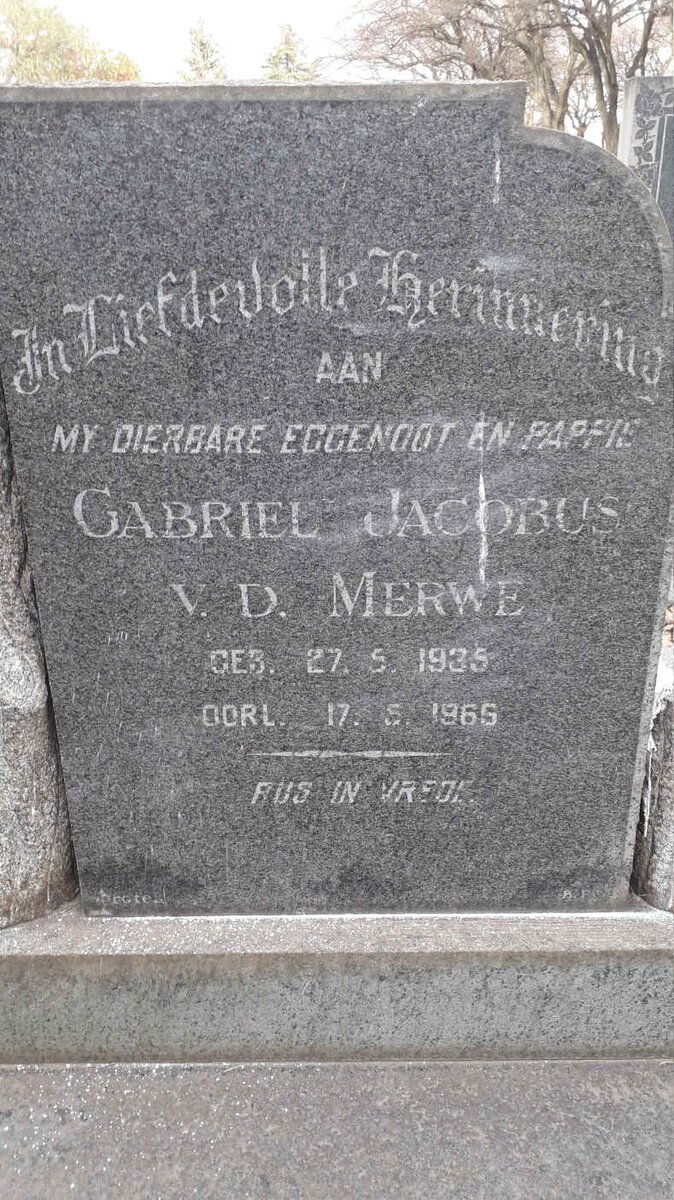 In Liefdevolle Herinnering
AAN
MY DIERBARE EGGENOOT EN PAPPIE
GABRIEL JACOBUS
V. D. MERWE
GEB. 27. 5. 1935
OORL. 17. 6. 1966
RUS IN VREDE.